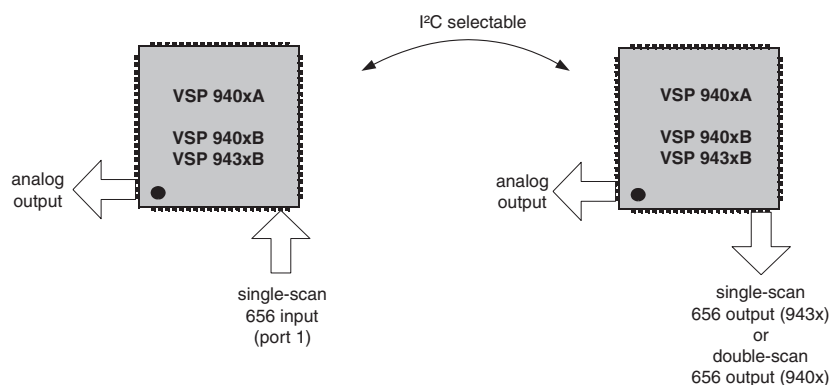 I²C selectable
VSP 940xA
VSP 940xB
VSP 943xB
analog
output
single-scan
656 input
(port 1)
VSP 940xA
VSP 940xB
VSP 943xB
analog
output
single-scan
656 output (943x)
or
double-scan
656 output (940x)